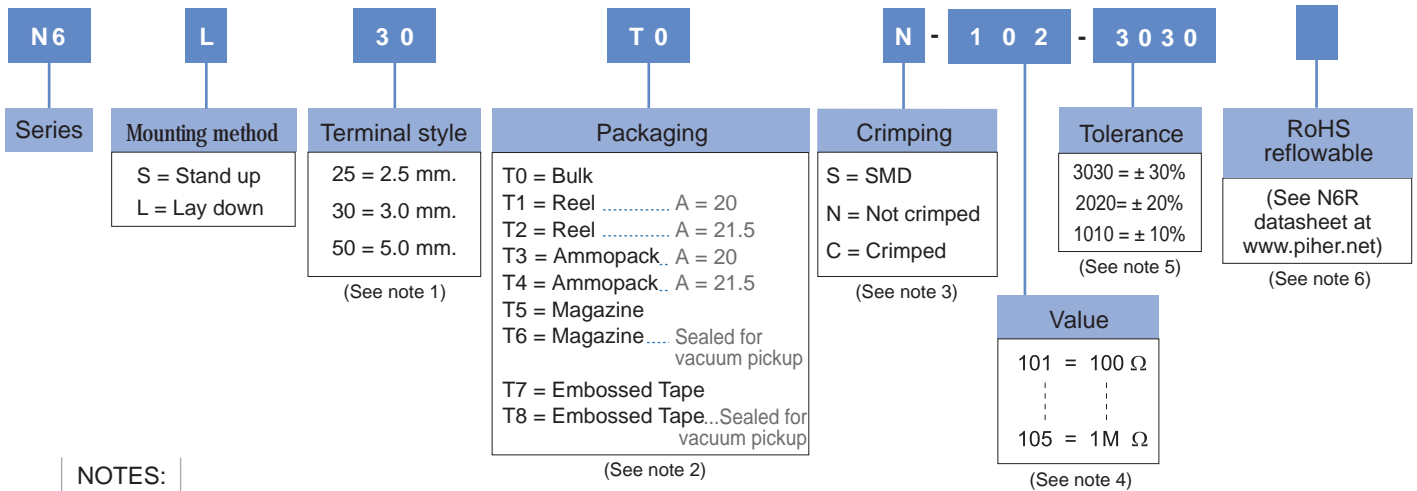 N6 L 30 T0 N - 102 - 3030
Series
Mounting method
S = Stand up
L = Lay down
Terminal style
25 = 2.5 mm.
30 = 3.0 mm.
50 = 5.0 mm.
(See note 1)
Packaging
T0 = Bulk
T1 = Reel ........... A = 20
T2 = Reel ........... A = 21.5
T3 = Ammopack.. A = 20
T4 = Ammopack.. A = 21.5
T5 = Magazine
T6 = Magazine ..... Sealed for
vacuum pickup
T7 = Embossed Tape
T8 = Embossed Tape...Sealed for
vacuum pickup
(See note 2)
Crimping
S = SMD
N = Not crimped
C = Crimped
(See note 3)
Value
101 = 100 Ω
105 = 1M Ω
(See note 4)
Tolerance
3030 = ± 30%
2020= ± 20%
1010 = ± 10%
(See note 5)
RoHS
reflowable
(See N6R
datasheet at
www.piher.net)
(See note 6)
NOTES: